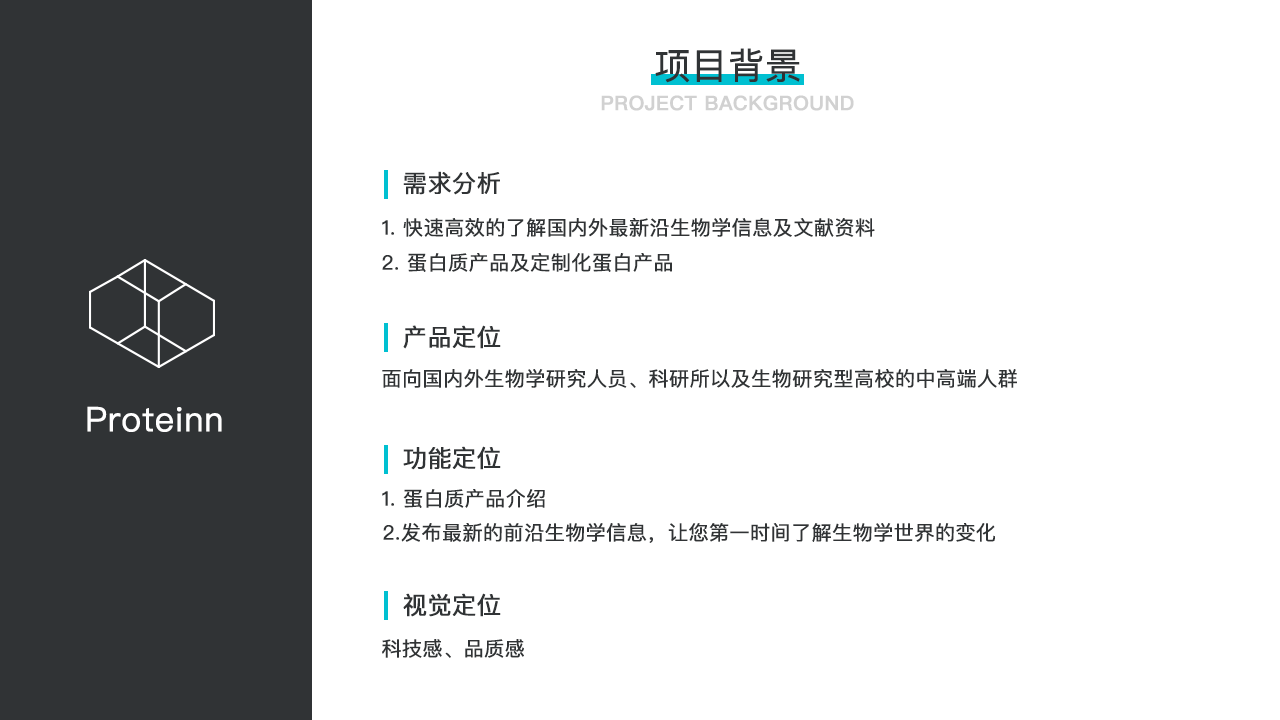 Proteinn
项目背景
PROJECT BACKGROUND
需求分析
1. 快速高效的了解国内外最新沿生物学信息及文献资料
2. 蛋白质产品及定制化蛋白产品
产品定位
面向国内外生物学研究人员、科研所以及生物研究型高校的中高端人群
功能定位
1. 蛋白质产品介绍
2.发布最新的前沿生物学信息，让您第一时间了解生物学世界的变化
视觉定位
科技感、品质感